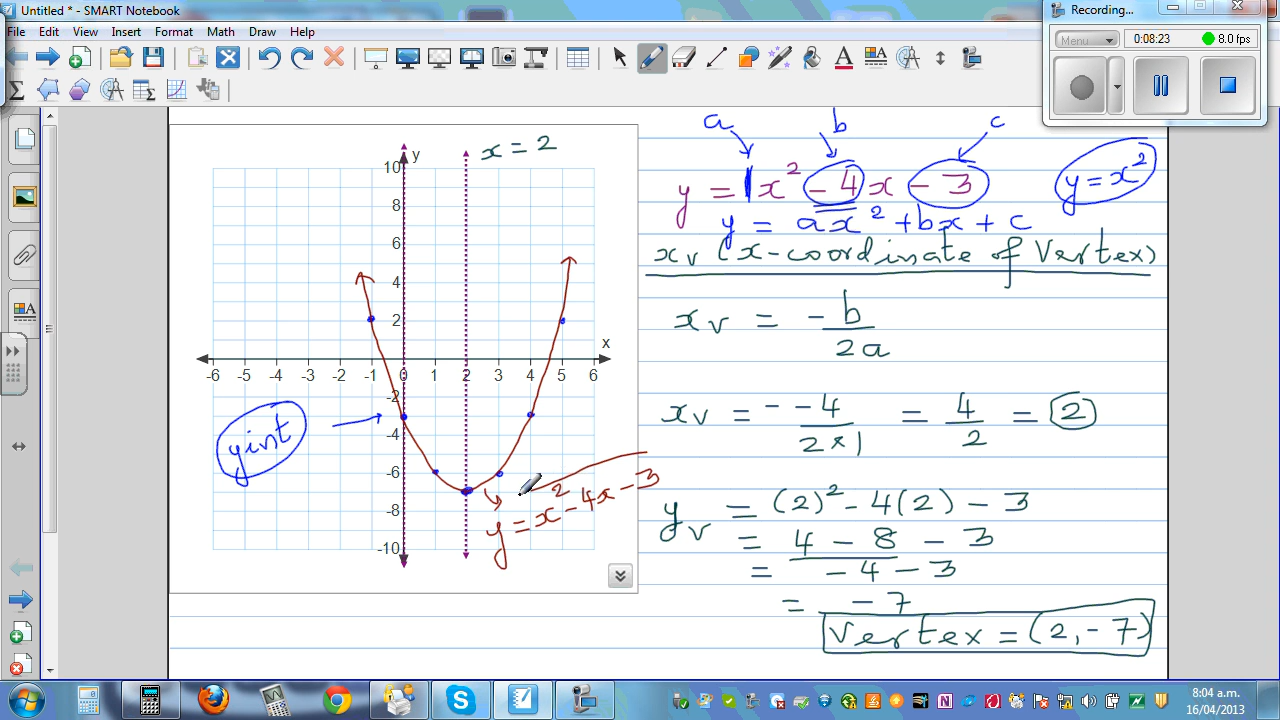 Untitled * - SMART Notebook
File Edit View Insert Format Math Draw Help
Recording...
Menu 0:08:23 8.0 fps
x = 2
y
10
8
6
4
2
x
-6 -5 -4 -3 -2 -1 0 1 2 3 4 5 6
-2
-4
-6
-8
-10
yint
y = x² - 4x - 3
a b c
y = 1x² - 4x - 3
y = x²
y = ax² + bx + c
xv (x-coordinate of Vertex)
xv = -b/2a
xv = - -4/2×1 = 4/2 = 2
yv = (2)² - 4(2) - 3
= 4 - 8 - 3
= -4 - 3
= -7
Vertex = (2, -7)
8:04 a.m.
16/04/2013